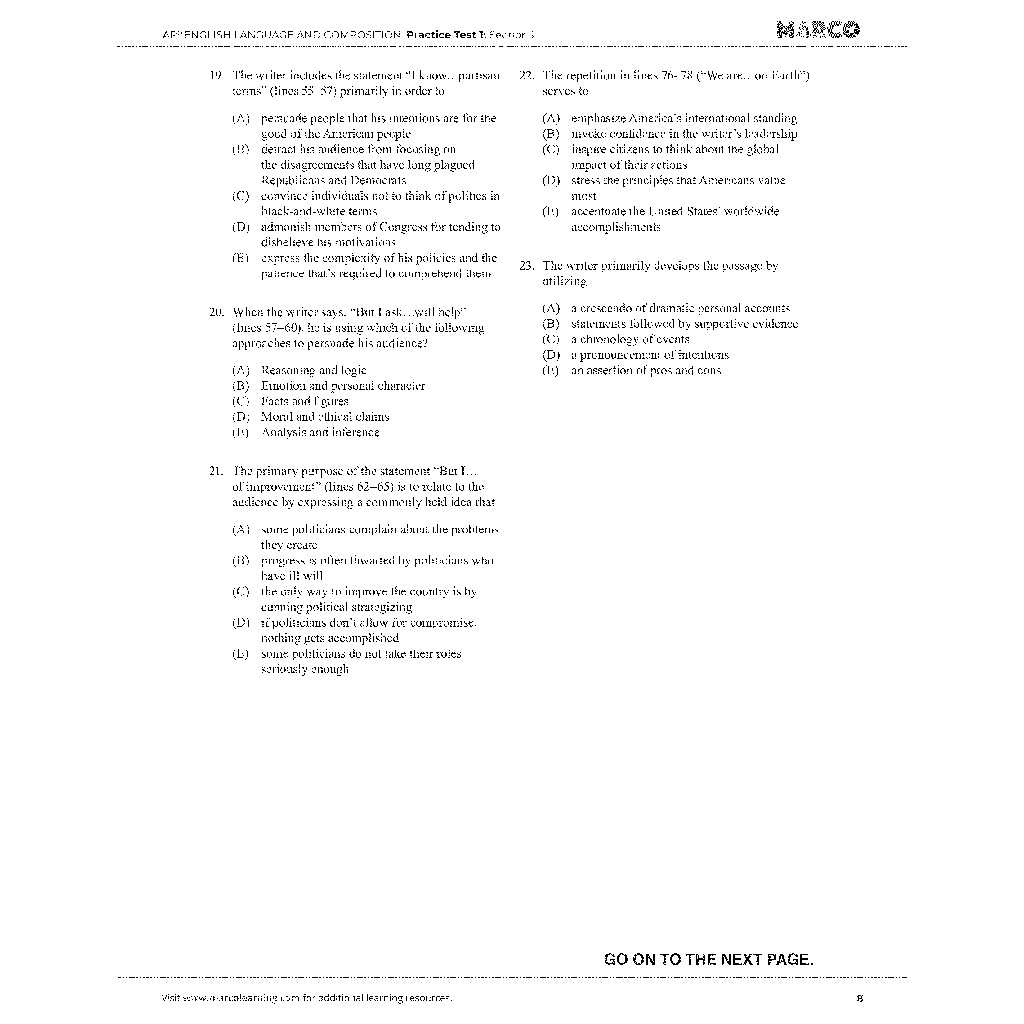 AP® ENGLISH LANGUAGE AND COMPOSITION Practice Test 1: Section I
MARCO
19. The writer includes the statement "I know...partisan
terms" (lines 55–57) primarily in order to
(A) persuade people that his intentions are for the
good of the American people
(B) detract his audience from focusing on
the disagreements that have long plagued
Republicans and Democrats
(C) convince individuals not to think of politics in
black-and-white terms
(D) admonish members of Congress for tending to
disbelieve his motivations
(E) express the complexity of his policies and the
patience that's required to comprehend them
20. When the writer says, "But I ask…will help"
(lines 57–60), he is using which of the following
approaches to persuade his audience?
(A) Reasoning and logic
(B) Emotion and personal character
(C) Facts and figures
(D) Moral and ethical claims
(E) Analysis and inference
21. The primary purpose of the statement "But I…
of improvement" (lines 62–65) is to relate to the
audience by expressing a commonly held idea that
(A) some politicians complain about the problems
they create
(B) progress is often thwarted by politicians who
have ill will
(C) the only way to improve the country is by
cunning political strategizing
(D) if politicians don't allow for compromise,
nothing gets accomplished
(E) some politicians do not take their roles
seriously enough
22. The repetition in lines 76–78 ("We are…on Earth")
serves to
(A) emphasize America's international standing
(B) invoke confidence in the writer's leadership
(C) inspire citizens to think about the global
impact of their actions
(D) stress the principles that Americans value
most
(E) accentuate the United States' worldwide
accomplishments
23. The writer primarily develops the passage by
utilizing
(A) a crescendo of dramatic personal accounts
(B) statements followed by supportive evidence
(C) a chronology of events
(D) a pronouncement of intentions
(E) an assertion of pros and cons
GO ON TO THE NEXT PAGE.
Visit www.marcolearning.com for additional learning resources.
8